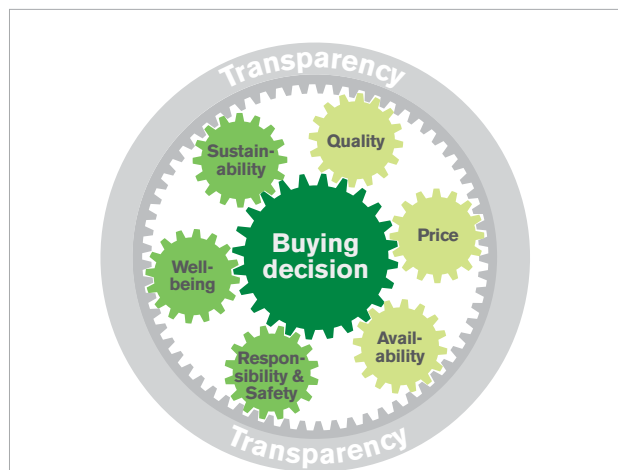 Transparency
Quality
Sustain-
ability
Price
Buying
decision
Well-
being
Avail-
ability
Respon-
sibility &
Safety
Transparency